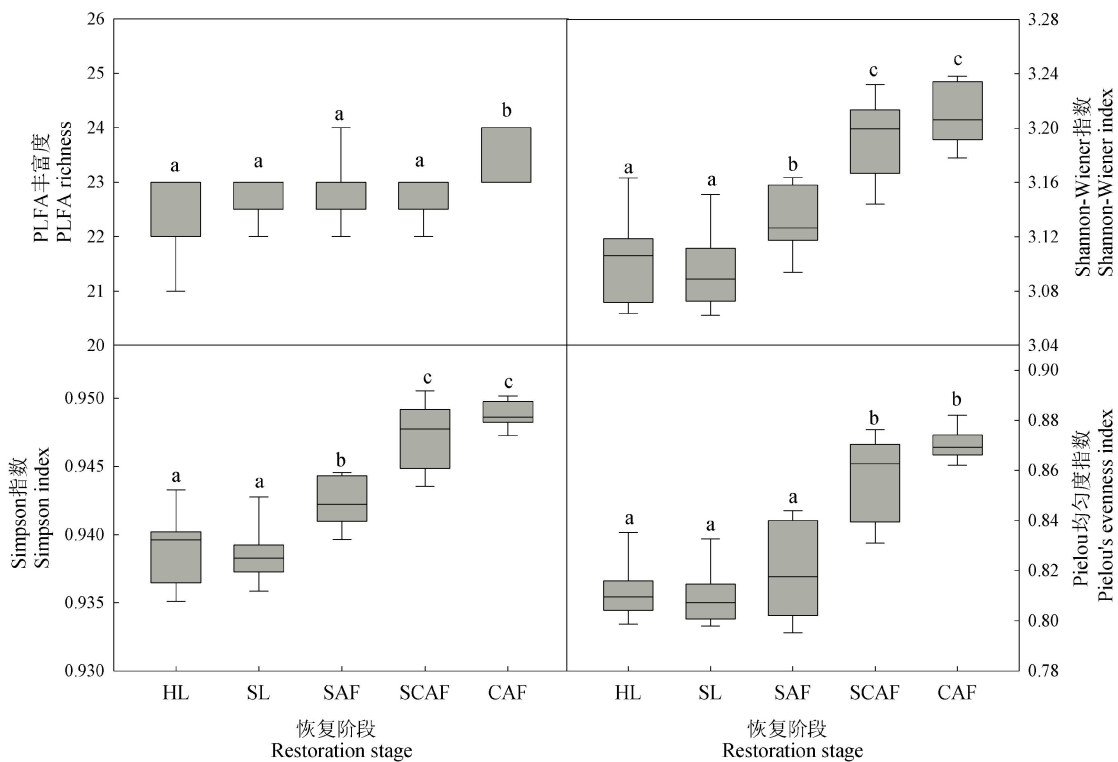 26
25
24
23
22
21
20
PLFA丰富度
PLFA richness
a
a
a
a
b
3.28
3.24
3.20
3.16
3.12
3.08
3.04
Shannon-Wiener指数
Shannon-Wiener index
a
a
b
c
c
0.950
0.945
0.940
0.935
0.930
Simpson指数
Simpson index
a
a
b
c
c
0.90
0.88
0.86
0.84
0.82
0.80
0.78
Pielou均匀度指数
Pielou's evenness index
a
a
a
b
b
HL SL SAF SCAF CAF
恢复阶段
Restoration stage
HL SL SAF SCAF CAF
恢复阶段
Restoration stage